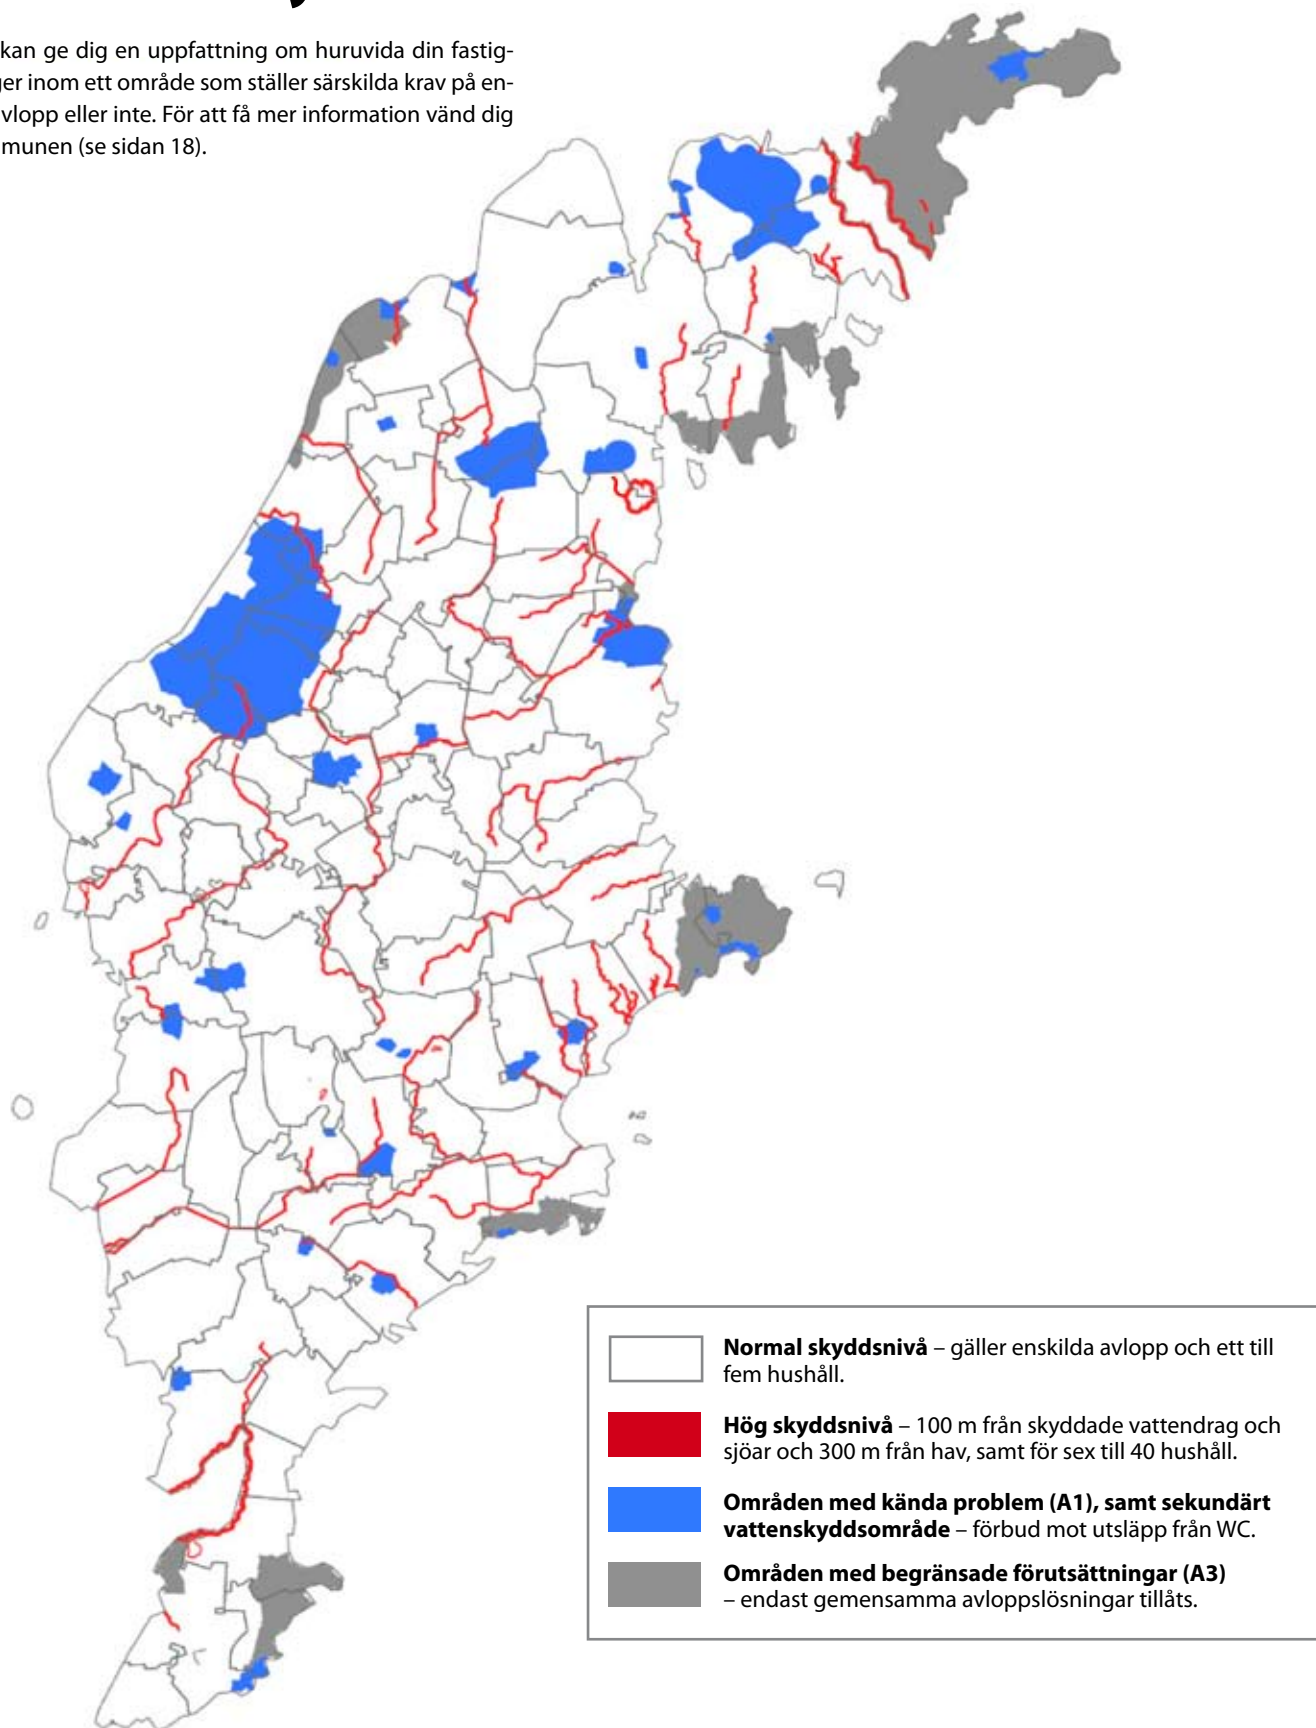 kan ge dig en uppfattning om huruvida din fastig-
ger inom ett område som ställer särskilda krav på en-
vlopp eller inte. För att få mer information vänd dig
munen (se sidan 18).
Normal skyddsnivå – gäller enskilda avlopp och ett till
fem hushåll.
Hög skyddsnivå – 100 m från skyddade vattendrag och
sjöar och 300 m från hav, samt för sex till 40 hushåll.
Områden med kända problem (A1), samt sekundärt
vattenskyddsområde – förbud mot utsläpp från WC.
Områden med begränsade förutsättningar (A3)
– endast gemensamma avloppslösningar tillåts.